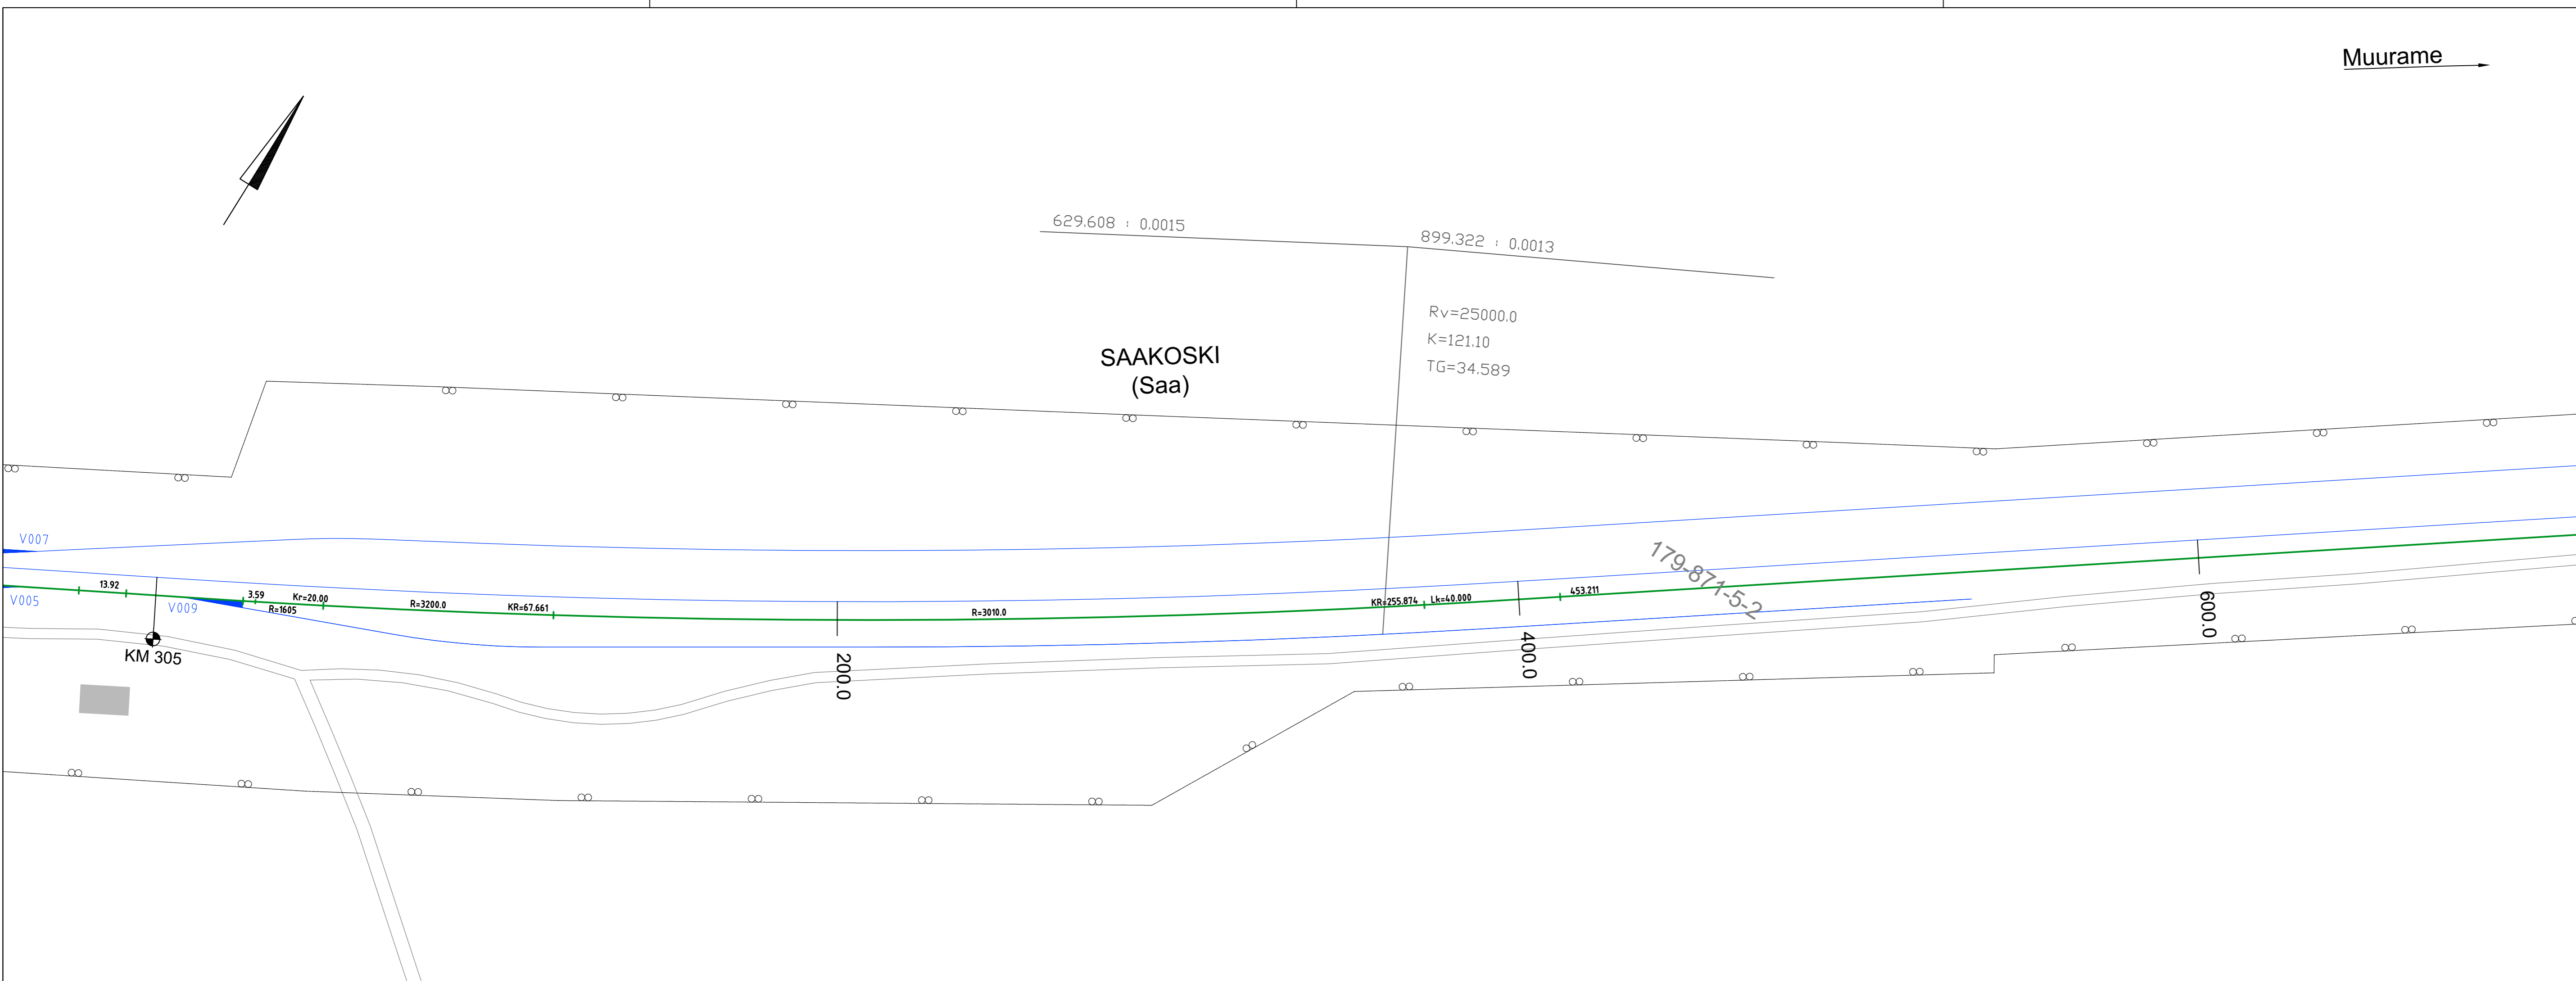 Muurame
629.608 : 0.0015
899.322 : 0.0013
Rv=25000.0
K=121.10
TG=34.589
SAAKOSKI
(Saa)
V007
V005
13.92
KM 305
V009
3.59
R=1605
Kr=20.00
R=3200.0
KR=67.661
200.0
R=3010.0
KR=255.874
Lk=40.000
400.0
453.211
179-871-5-2
600.0